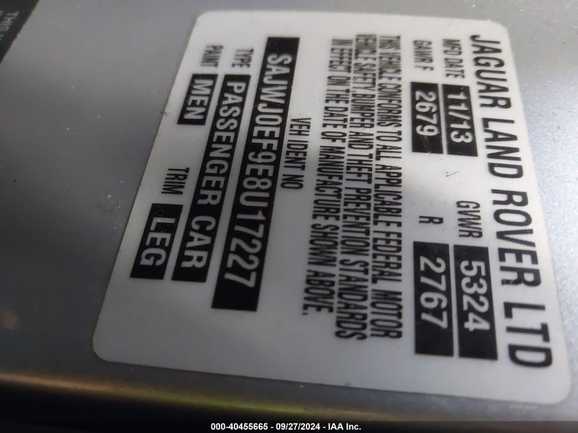 JAGUAR LAND ROVER LTD
MFD DATE 11/13 GVWR 5324
GAWR F 2679 R 2767
THIS VEHICLE CONFORMS TO ALL APPLICABLE FEDERAL MOTOR
VEHICLE SAFETY, BUMPER AND THEFT PREVENTION STANDARDS
IN EFFECT ON THE DATE OF MANUFACTURE SHOWN ABOVE.
VEH IDENT NO
SAJWJ0EF9E8U17227
TYPE PASSENGER CAR
PAINT MEN TRIM LEG
000-40455665 - 09/27/2024 - IAA Inc.